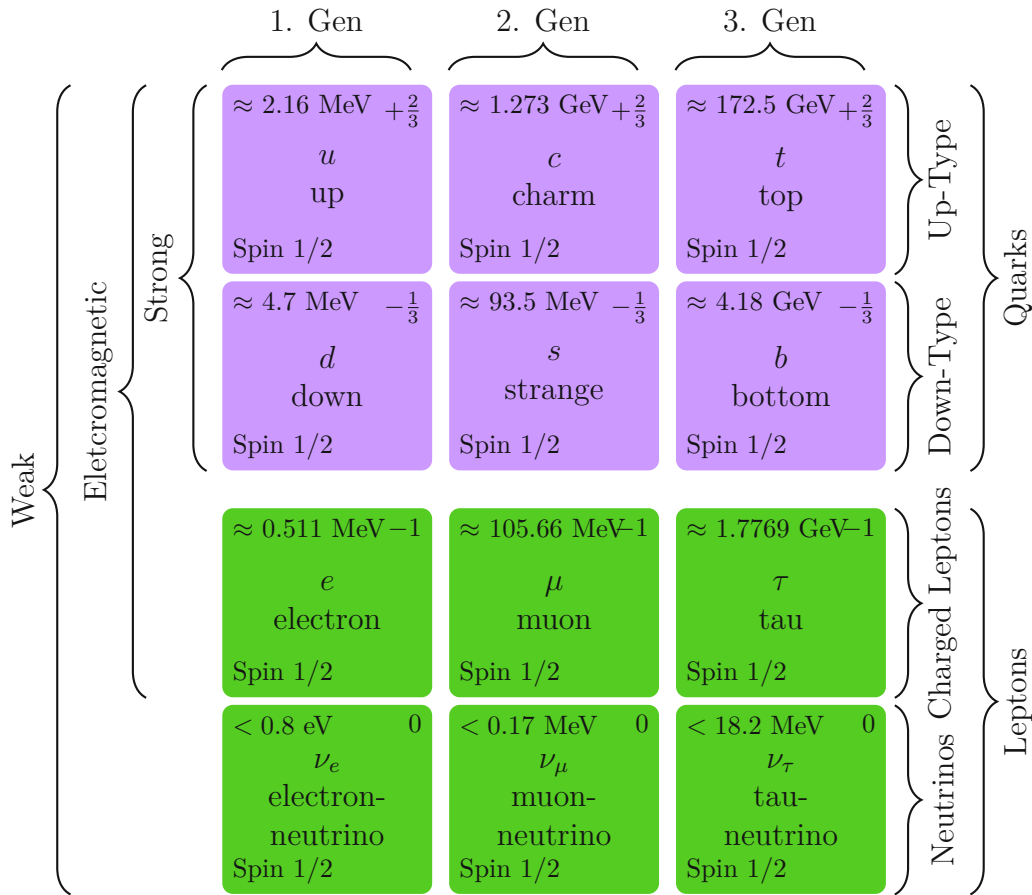 1. Gen 2. Gen 3. Gen
≈ 2.16 MeV +2/3
u
up
Spin 1/2
≈ 1.273 GeV +2/3
c
charm
Spin 1/2
≈ 172.5 GeV +2/3
t
top
Spin 1/2
≈ 4.7 MeV −1/3
d
down
Spin 1/2
≈ 93.5 MeV −1/3
s
strange
Spin 1/2
≈ 4.18 GeV −1/3
b
bottom
Spin 1/2
≈ 0.511 MeV −1
e
electron
Spin 1/2
≈ 105.66 MeV −1
μ
muon
Spin 1/2
≈ 1.7769 GeV −1
τ
tau
Spin 1/2
< 0.8 eV 0
νe
electron-
neutrino
Spin 1/2
< 0.17 MeV 0
νμ
muon-
neutrino
Spin 1/2
< 18.2 MeV 0
ντ
tau-
neutrino
Spin 1/2
Weak
Eletcromagnetic
Strong
Up-Type
Down-Type
Quarks
Charged Leptons
Neutrinos
Leptons